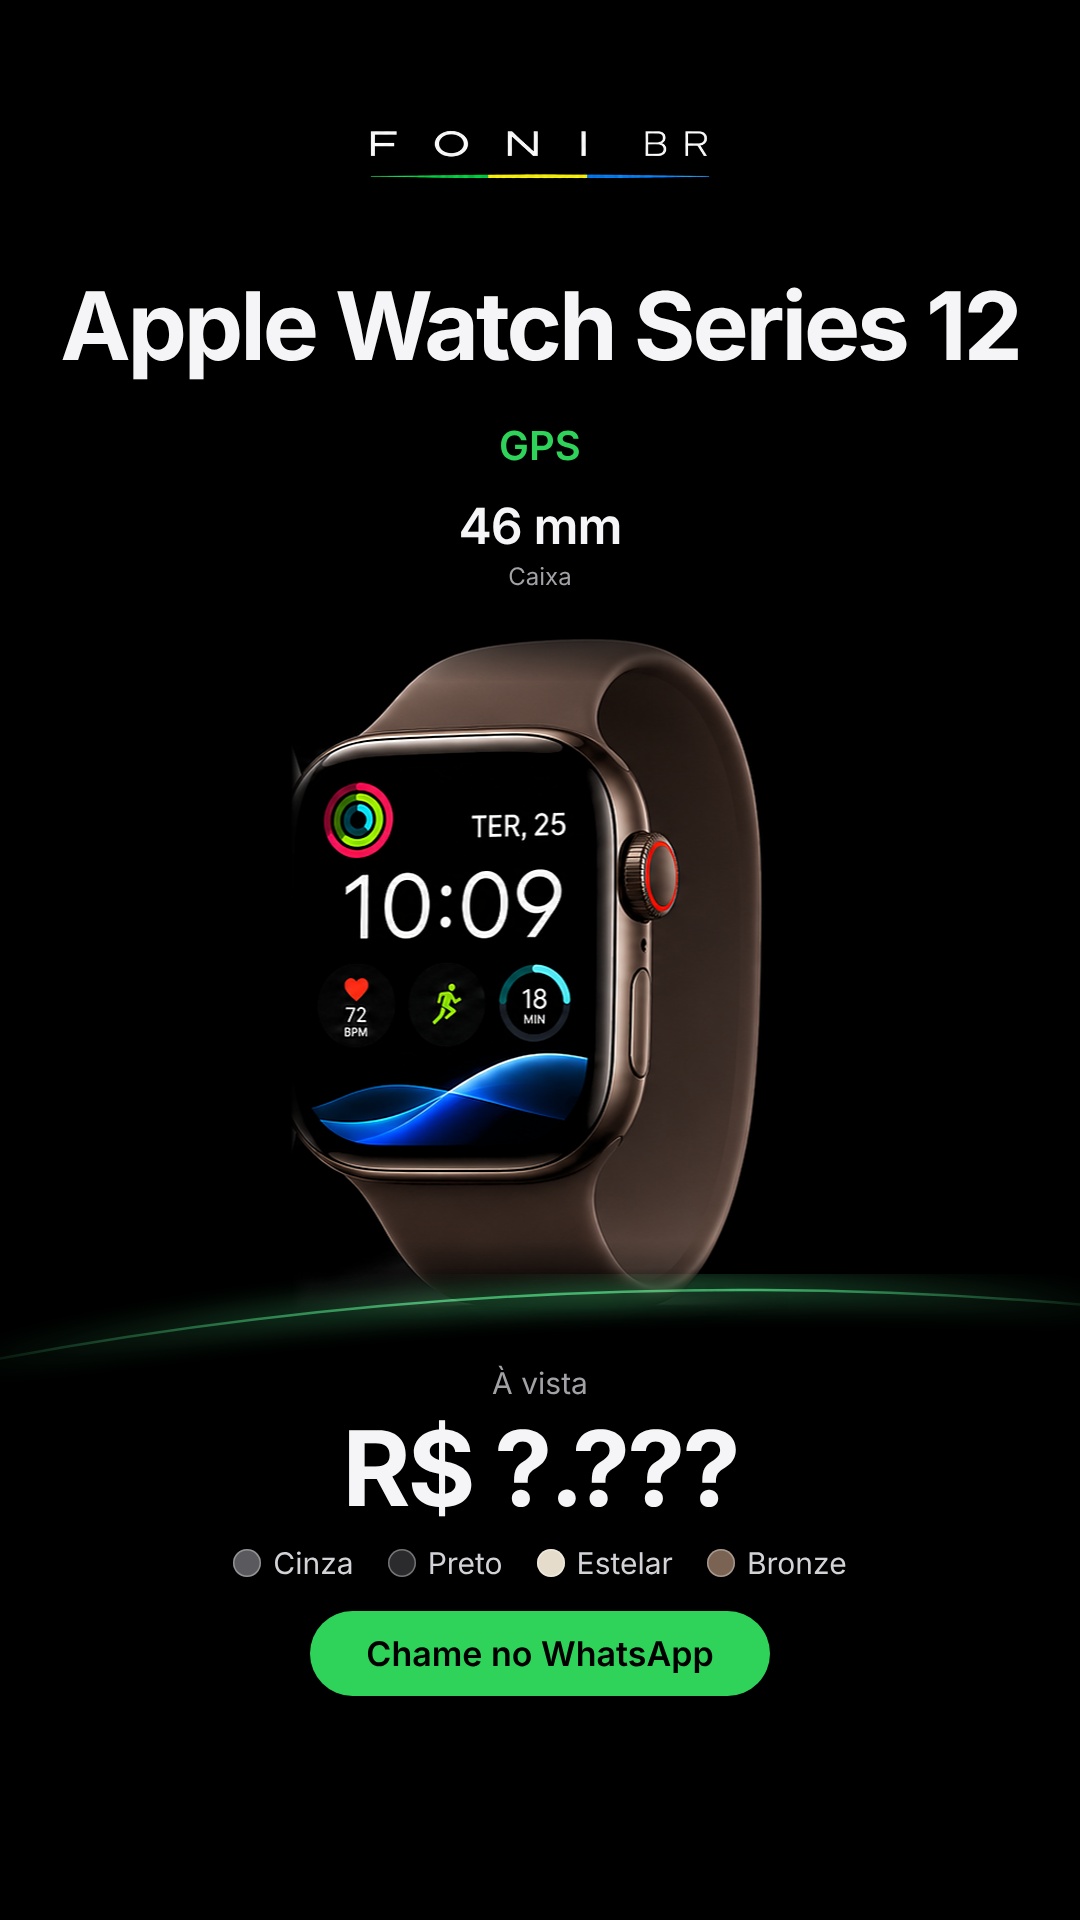 FONI BR
Apple Watch Series 12
GPS
46 mm
Caixa
TER, 25
10:09
72
BPM
18
MIN
À vista
R$ ?.???
Cinza Preto Estelar Bronze
Chame no WhatsApp